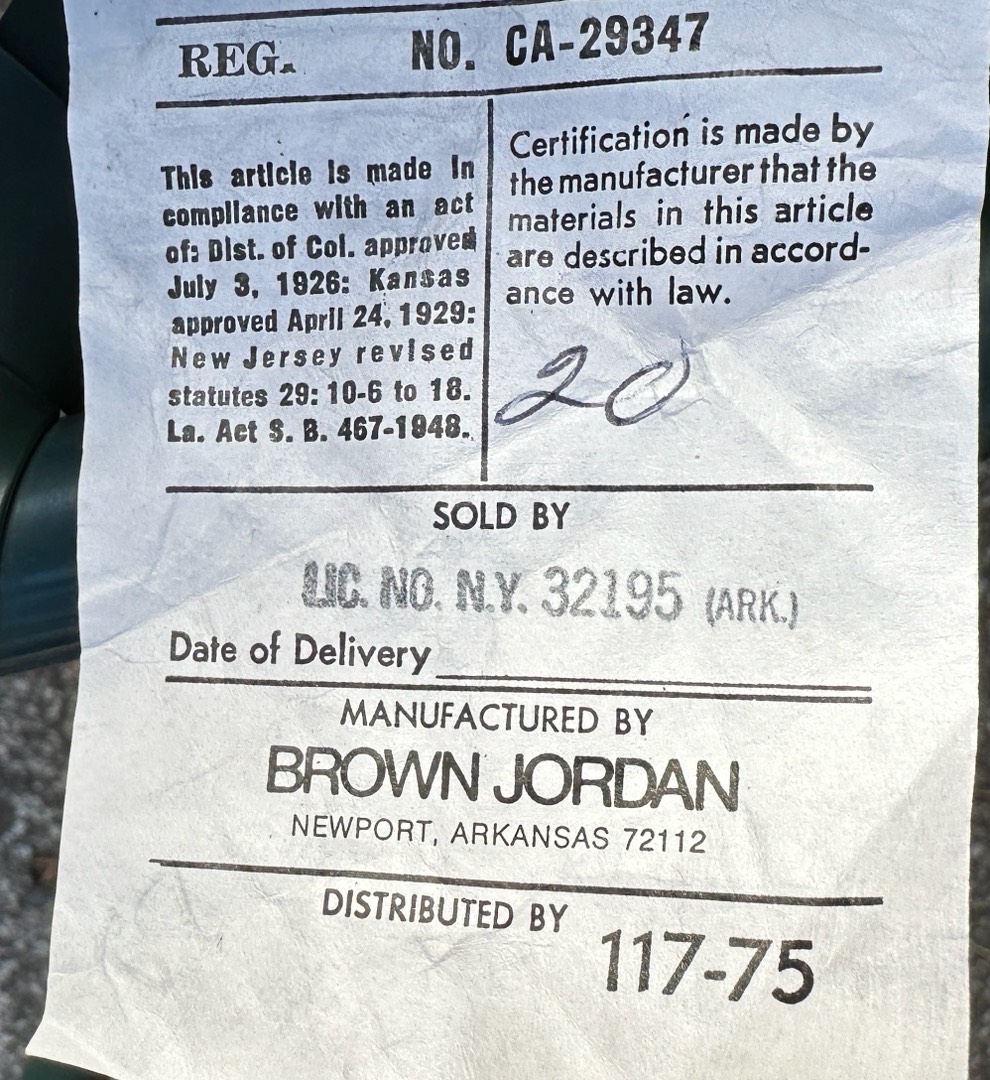 REG. NO. CA-29347
This article is made in
compliance with an act
of: Dist. of Col. approved
July 3, 1926: Kansas
approved April 24, 1929:
New Jersey revised
statutes 29: 10-6 to 18.
La. Act S. B. 467-1948.
Certification is made by
the manufacturer that the
materials in this article
are described in accord-
ance with law.
20
SOLD BY
LIC. NO. N.Y. 32195 (ARK.)
Date of Delivery
MANUFACTURED BY
BROWN JORDAN
NEWPORT, ARKANSAS 72112
DISTRIBUTED BY
117-75